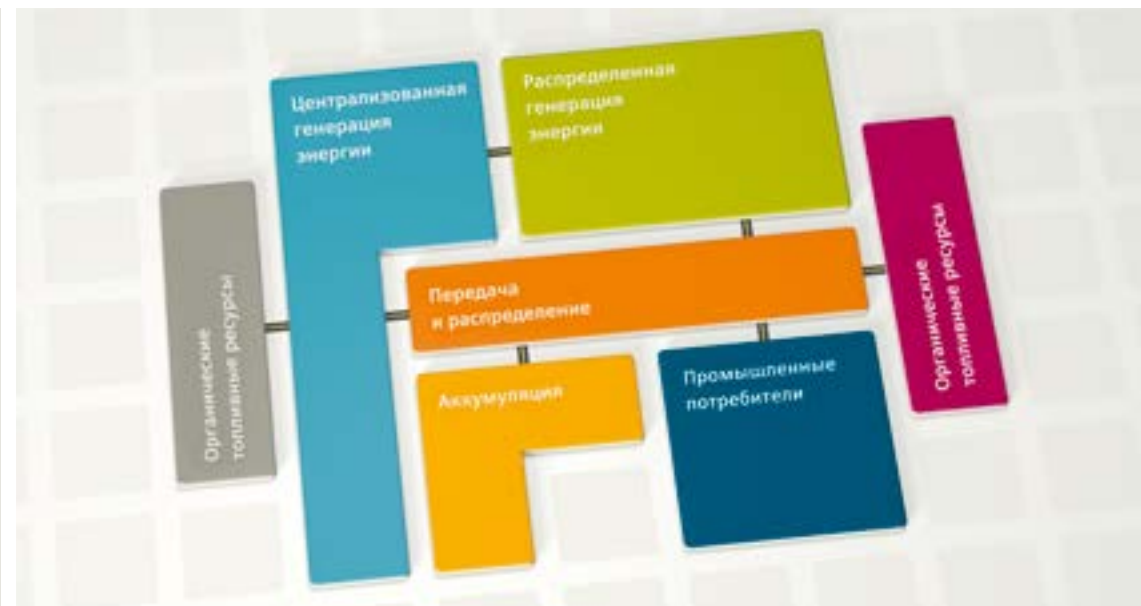 Централизованная
генерация
энергии
Распределенная
генерация
энергии
Органические
топливные ресурсы
Передача
и распределение
Органические
топливные ресурсы
Аккумуляция
Промышленные
потребители